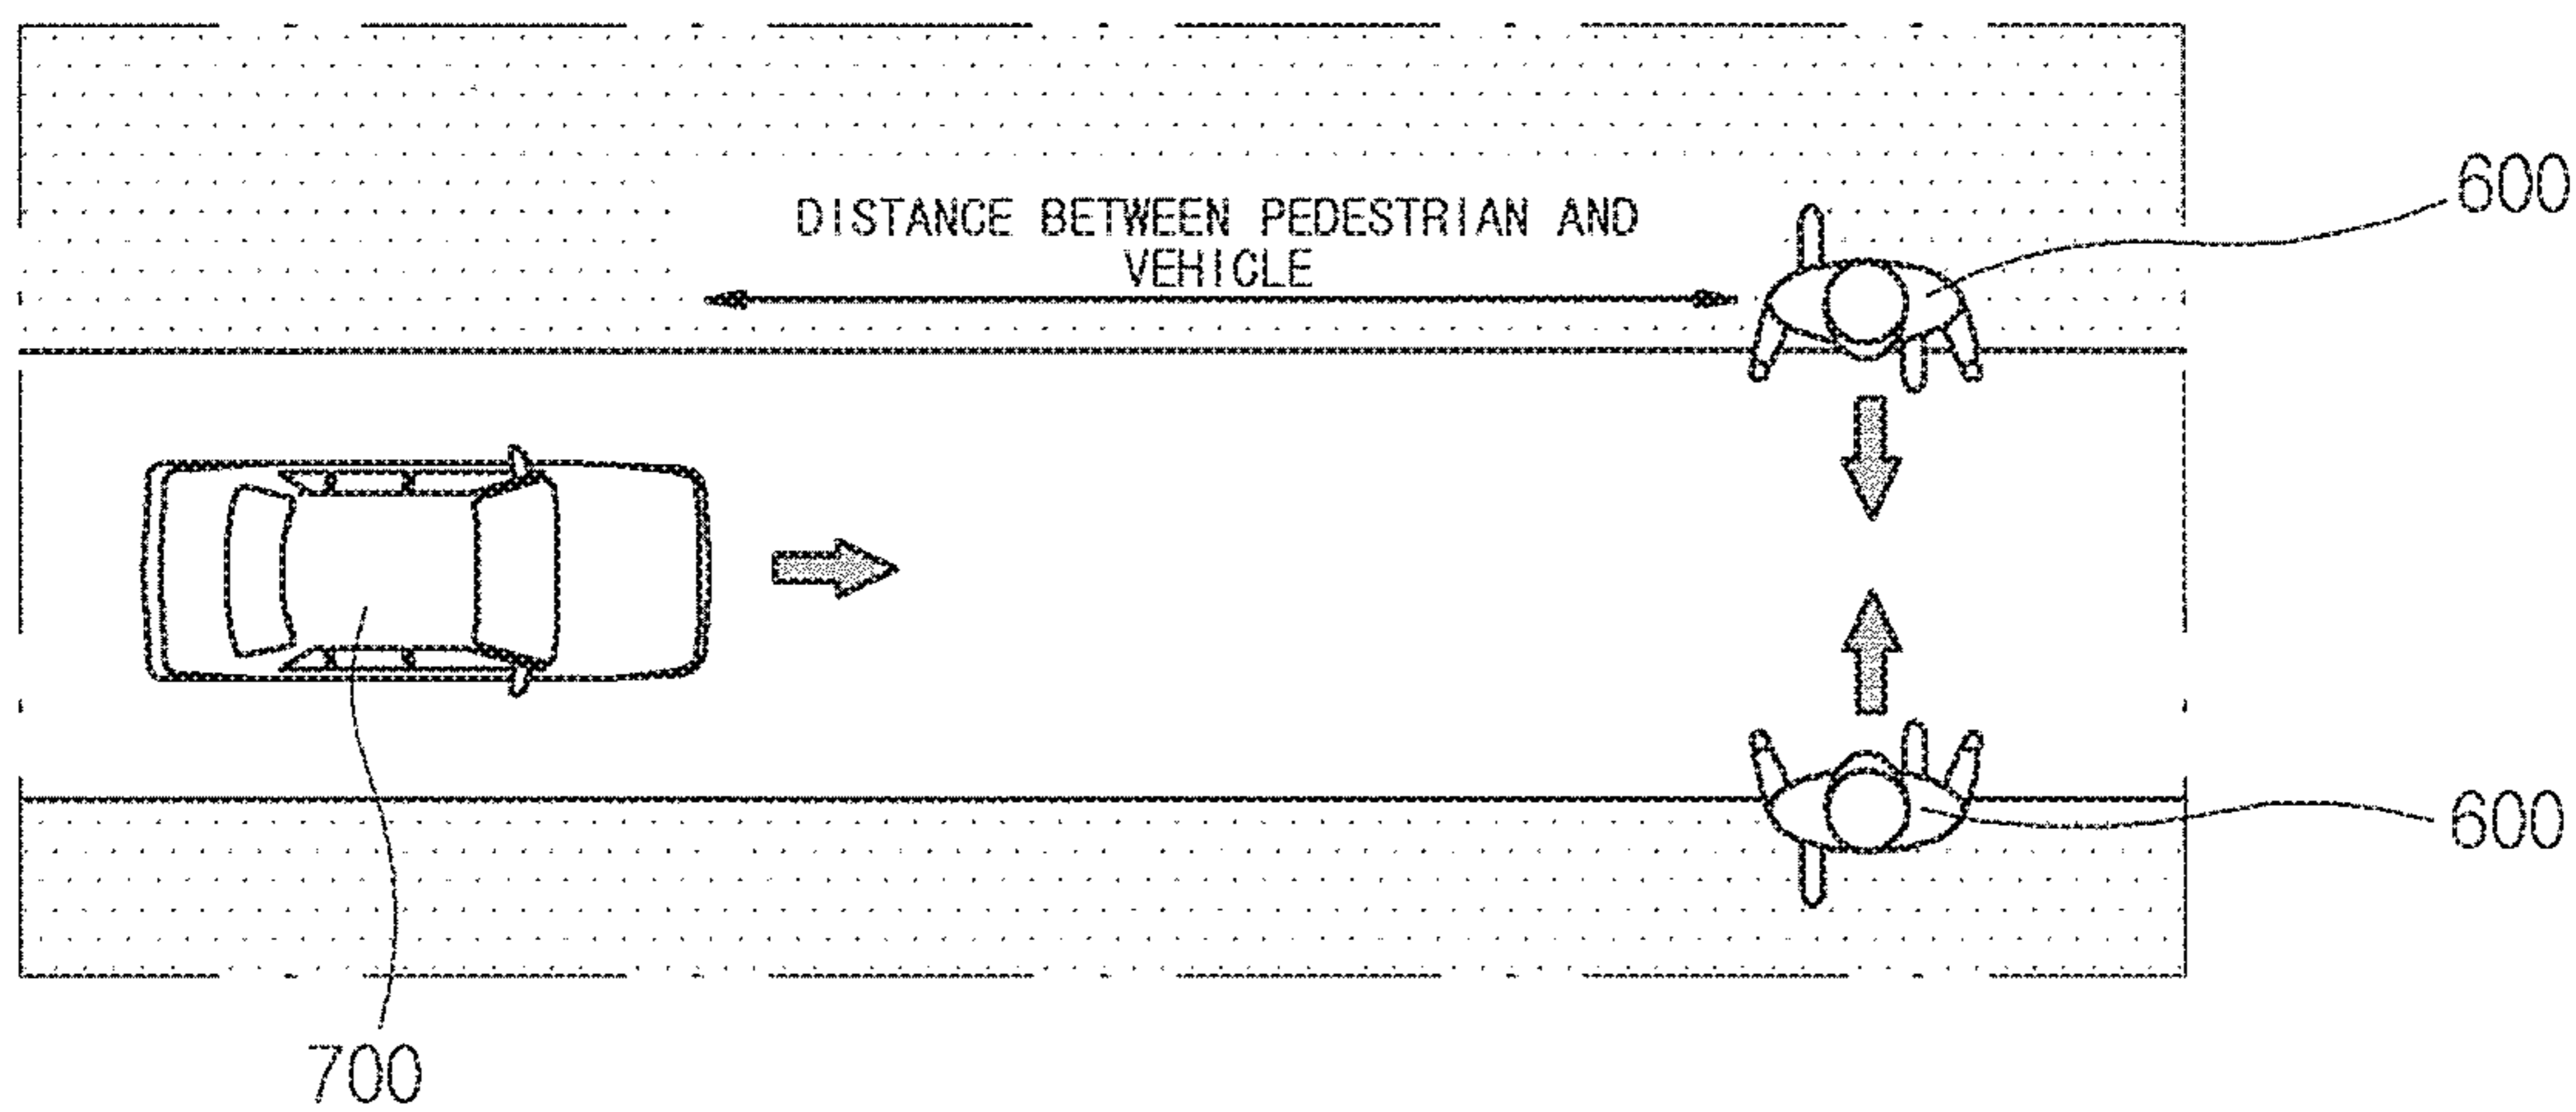 DISTANCE BETWEEN PEDESTRIAN AND
VEHICLE
600
600
700